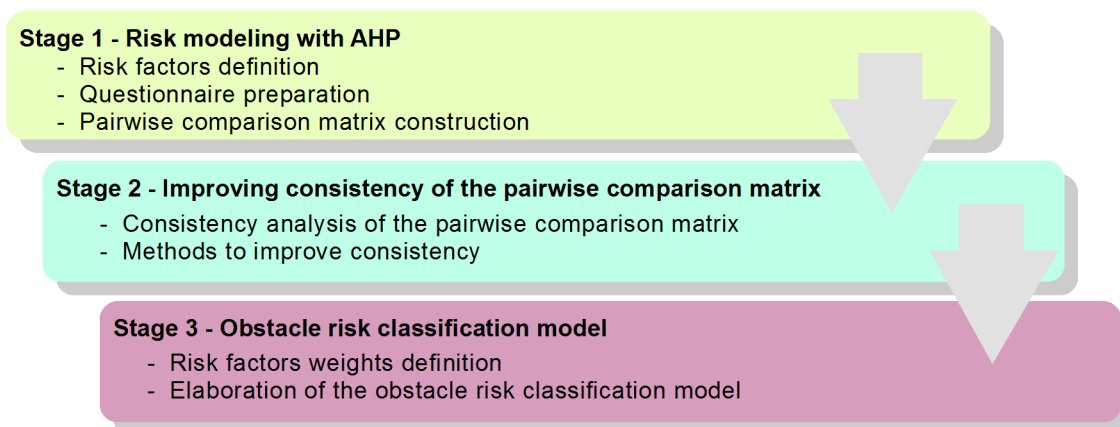 Stage 1 - Risk modeling with AHP
- Risk factors definition
- Questionnaire preparation
- Pairwise comparison matrix construction
Stage 2 - Improving consistency of the pairwise comparison matrix
- Consistency analysis of the pairwise comparison matrix
- Methods to improve consistency
Stage 3 - Obstacle risk classification model
- Risk factors weights definition
- Elaboration of the obstacle risk classification model